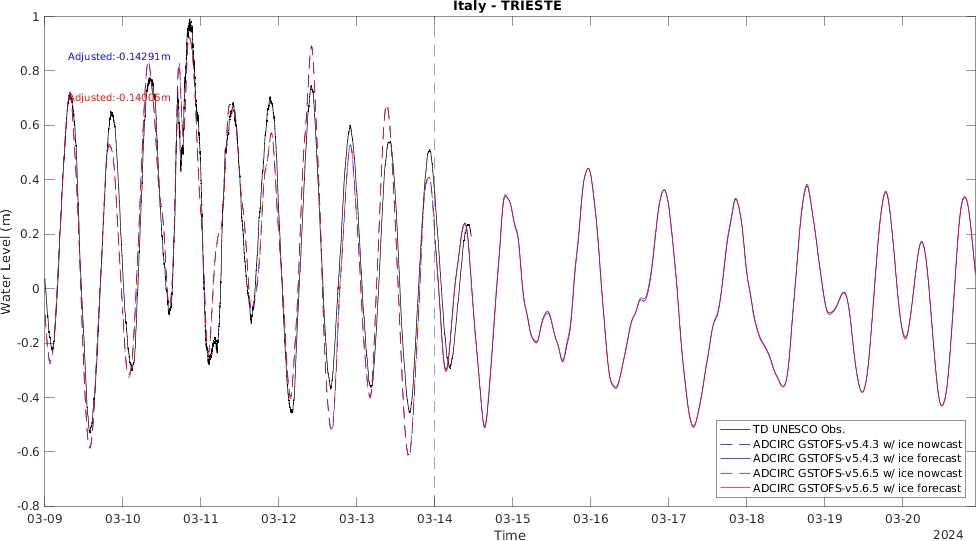 Italy - TRIESTE
1
0.8
0.6
0.4
0.2
0
-0.2
-0.4
-0.6
-0.8
Water Level (m)
Adjusted:-0.14291m
Adjusted:-0.14006m
TD UNESCO Obs.
ADCIRC GSTOFS-v5.4.3 w/ ice nowcast
ADCIRC GSTOFS-v5.4.3 w/ ice forecast
ADCIRC GSTOFS-v5.6.5 w/ ice nowcast
ADCIRC GSTOFS-v5.6.5 w/ ice forecast
03-09 03-10 03-11 03-12 03-13 03-14 03-15 03-16 03-17 03-18 03-19 03-20
Time
2024